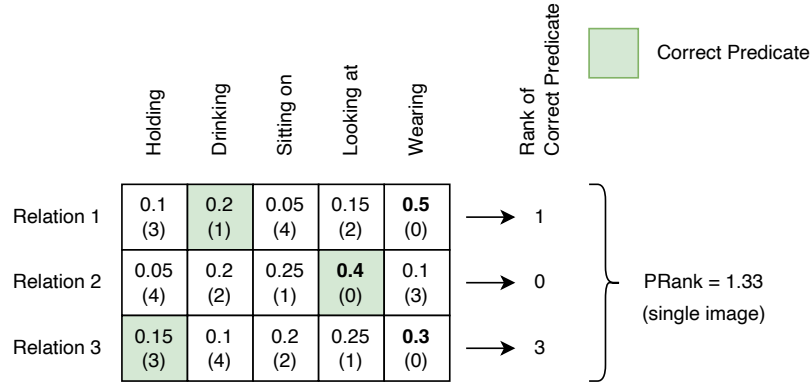 Holding
Drinking
Sitting on
Looking at
Wearing
Rank of
Correct Predicate
Correct Predicate
Relation 1
0.1 0.2 0.05 0.15 0.5
(3) (1) (4) (2) (0)
1
Relation 2
0.05 0.2 0.25 0.4 0.1
(4) (2) (1) (0) (3)
0
Relation 3
0.15 0.1 0.2 0.25 0.3
(3) (4) (2) (1) (0)
3
PRank = 1.33
(single image)